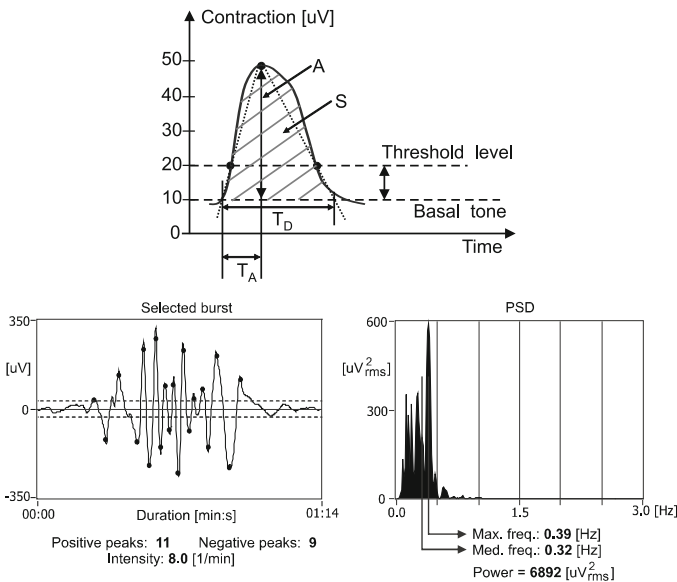 Contraction [uV]
50
40
30
20
10
0
A
S
Threshold level
Basal tone
T_D
T_A
Time
Selected burst
350
[uV]
0
-350
00:00
Duration [min:s]
01:14
Positive peaks: 11 Negative peaks: 9
Intensity: 8.0 [1/min]
PSD
600
[uV²rms]
300
0
0.0
1.5
3.0 [Hz]
Max. freq.: 0.39 [Hz]
Med. freq.: 0.32 [Hz]
Power = 6892 [uV²rms]